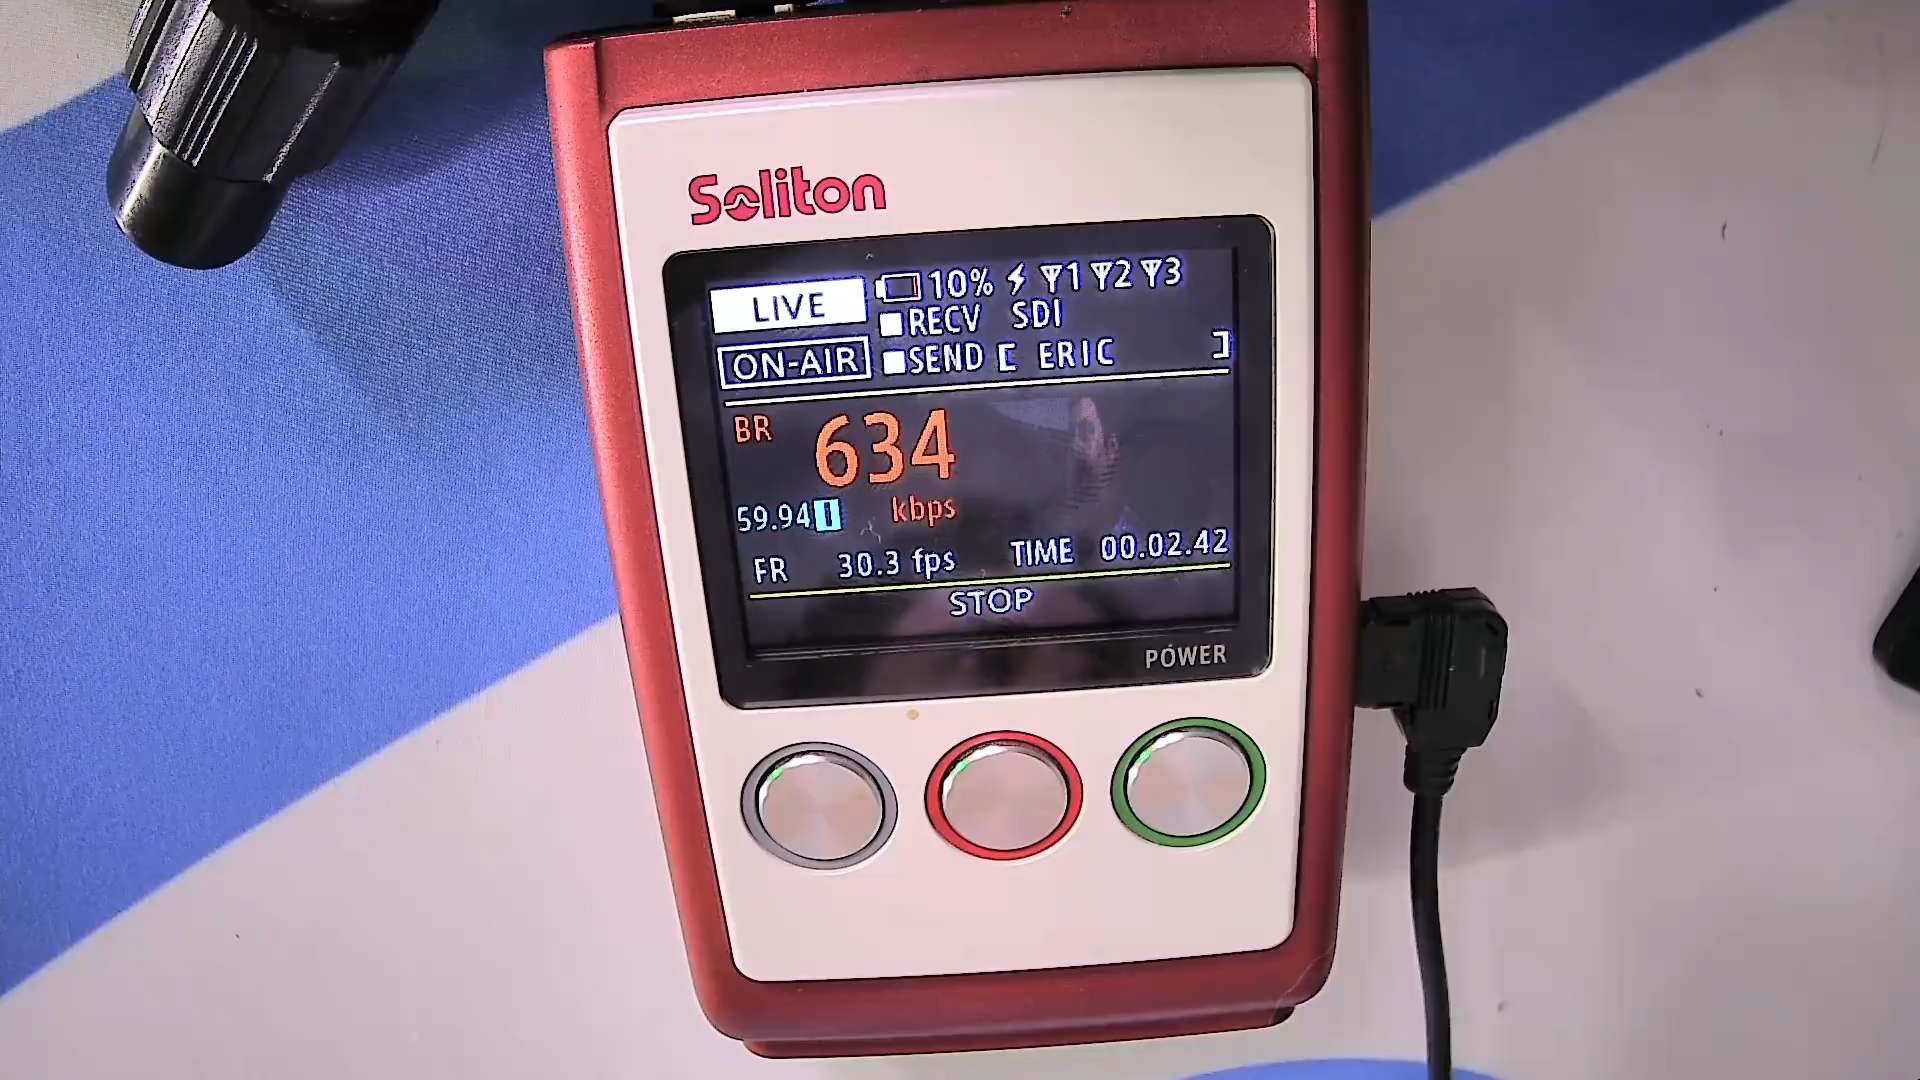 Soliton
LIVE 10% 1 2 3
RECV SDI
ON-AIR SEND [ ERIC ]
BR 634
59.94 I kbps
FR 30.3 fps TIME 00.02.42
STOP
POWER